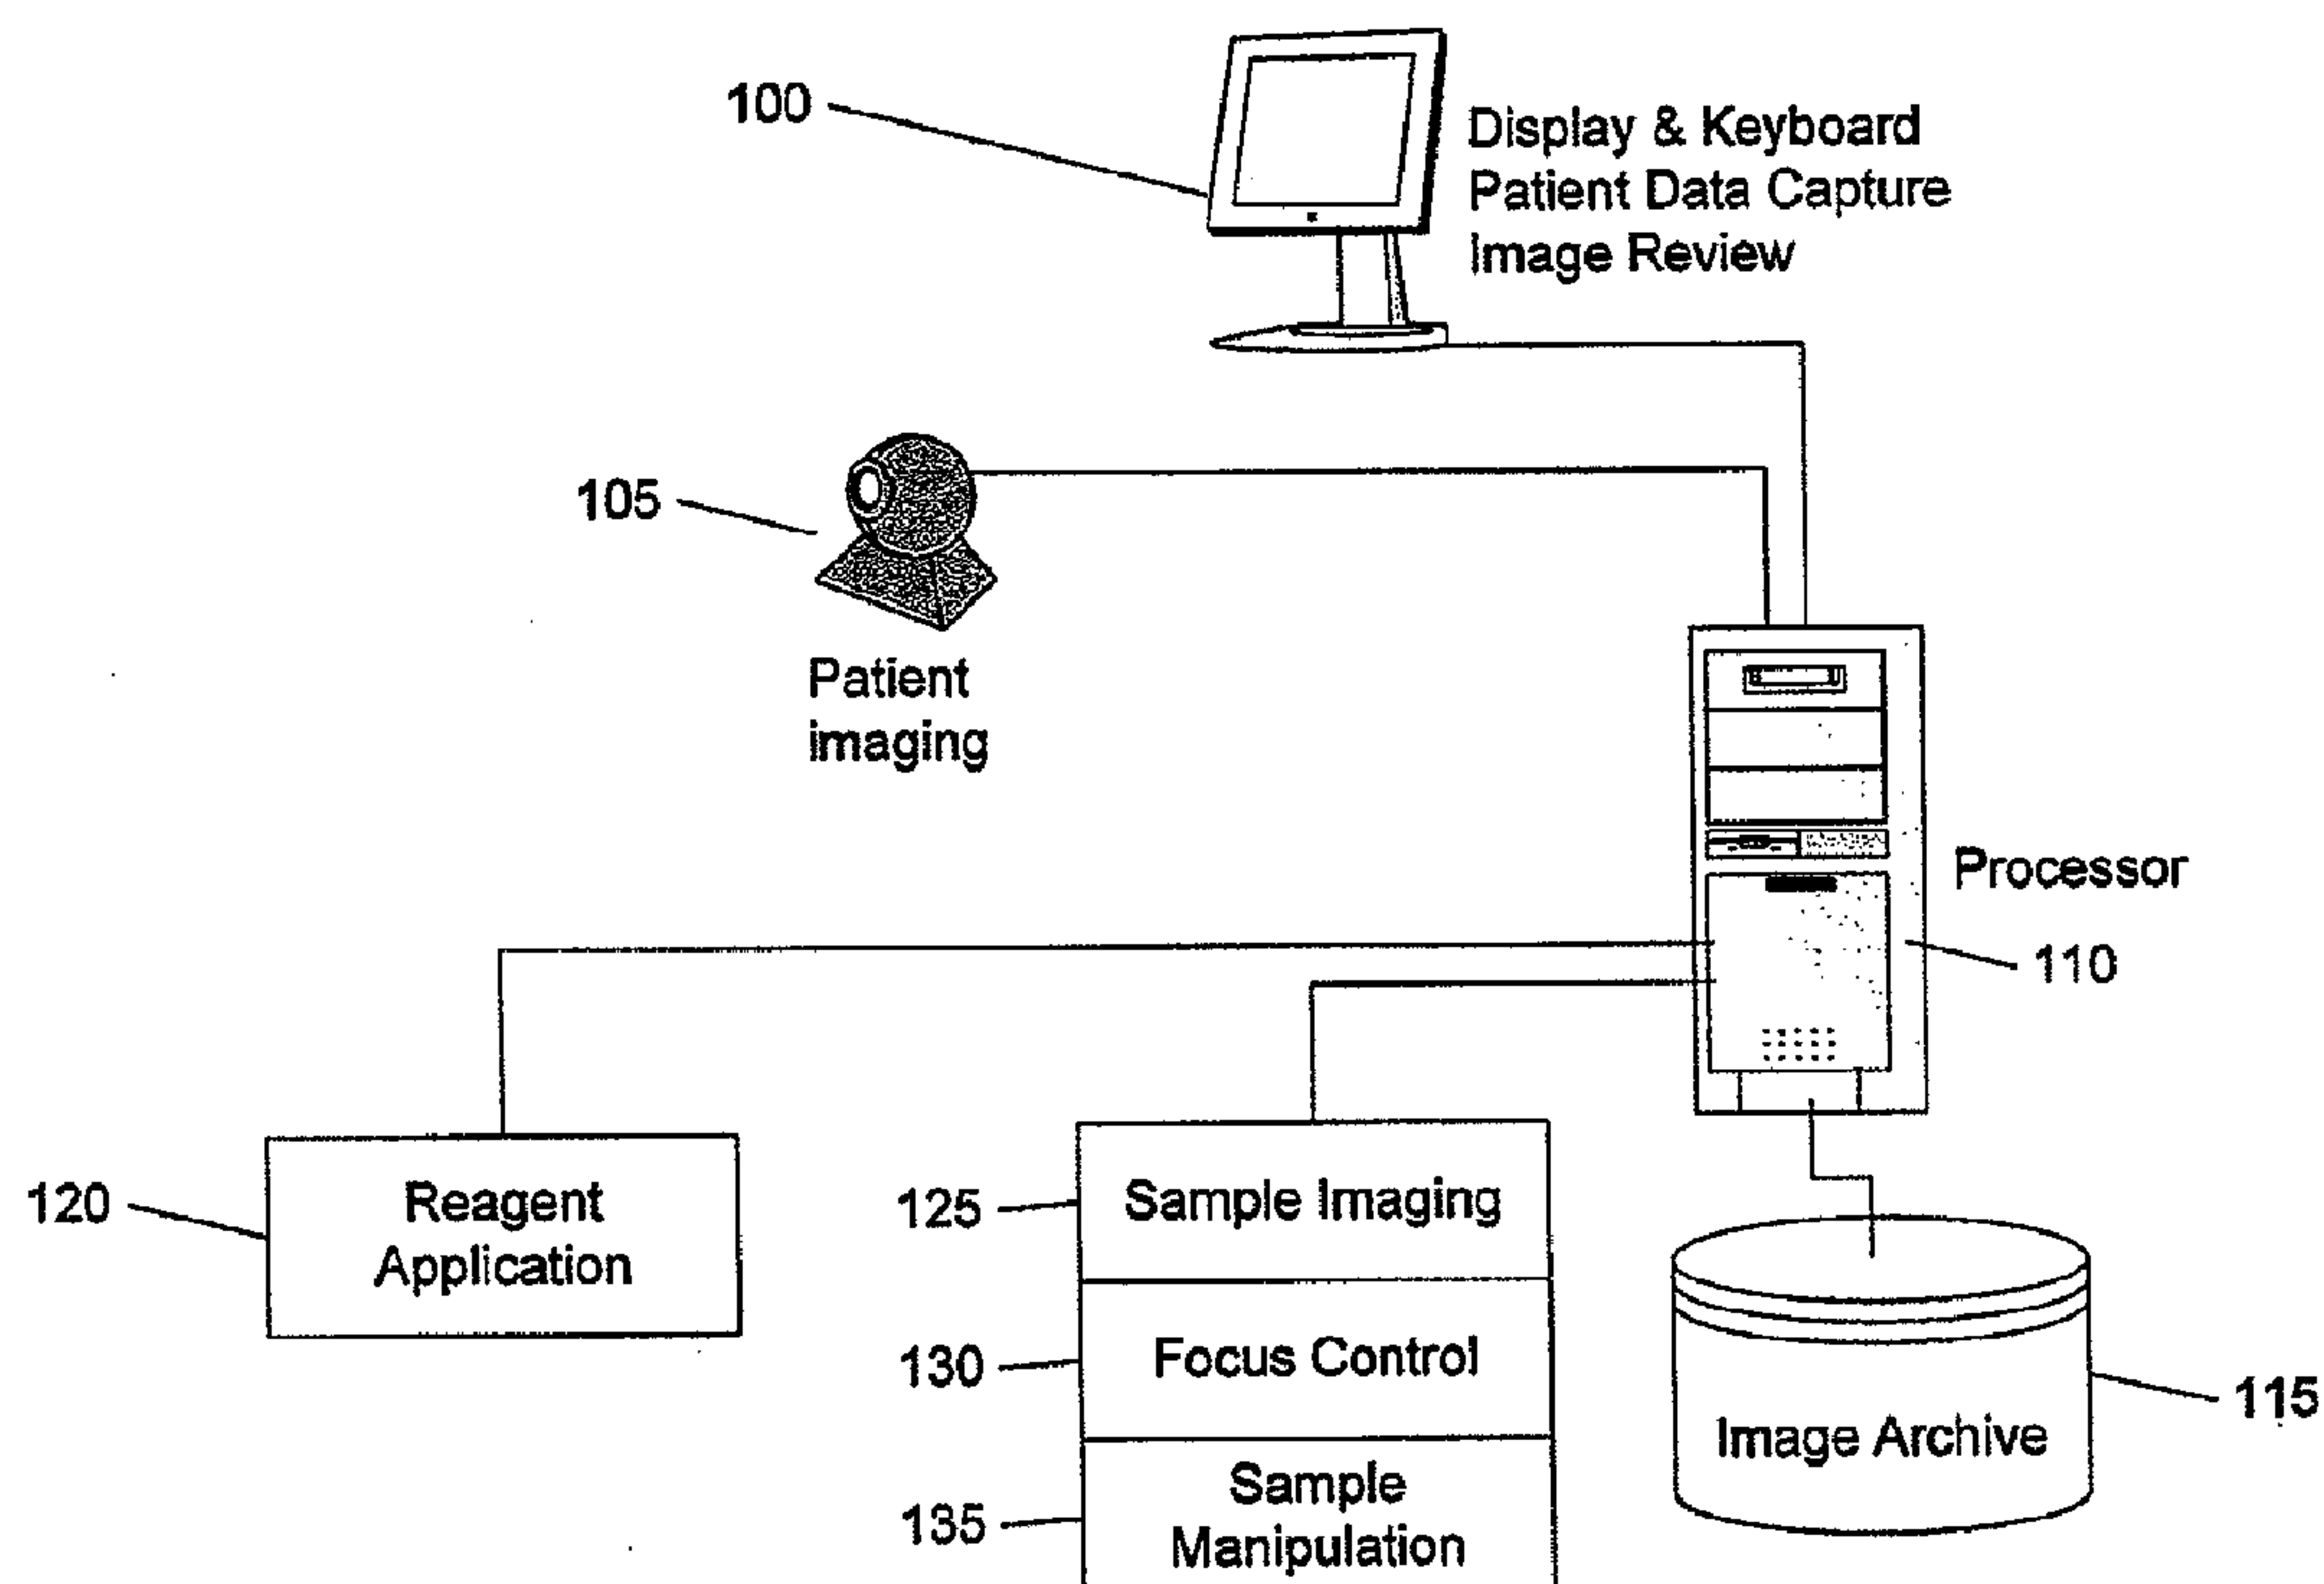 100
Display & Keyboard
Patient Data Capture
Image Review
105
Patient
imaging
Processor
110
120
Reagent
Application
125
Sample Imaging
130
Focus Control
135
Sample
Manipulation
Image Archive
115